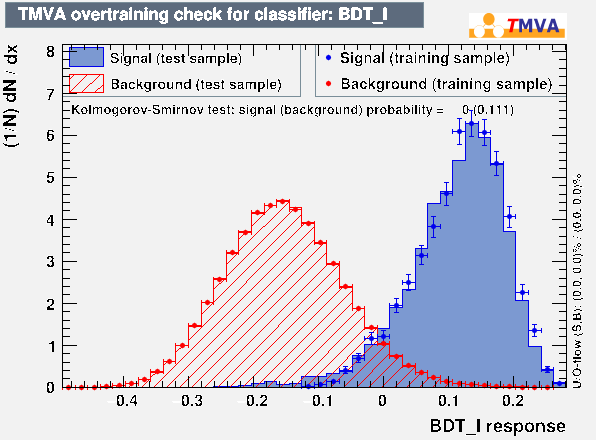 TMVA overtraining check for classifier: BDT_I
TMVA
(1/N) dN / dx
Signal (test sample)
Background (test sample)
Signal (training sample)
Background (training sample)
Kolmogorov-Smirnov test: signal (background) probability = 0 (0.111)
8
7
6
5
4
3
2
1
0
-0.4 -0.3 -0.2 -0.1 0 0.1 0.2
BDT_I response
U/O-flow (S,B): (0.0, 0.0)% / (0.0, 0.0)%